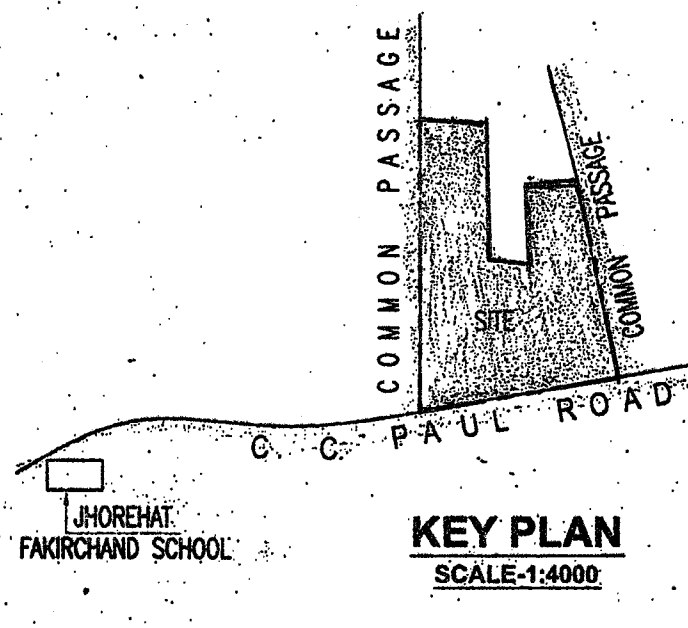 COMMON PASSAGE
COMMON PASSAGE
SITE
C. C. PAUL ROAD
JHOREHAT
FAKIRCHAND SCHOOL
KEY PLAN
SCALE-1:4000